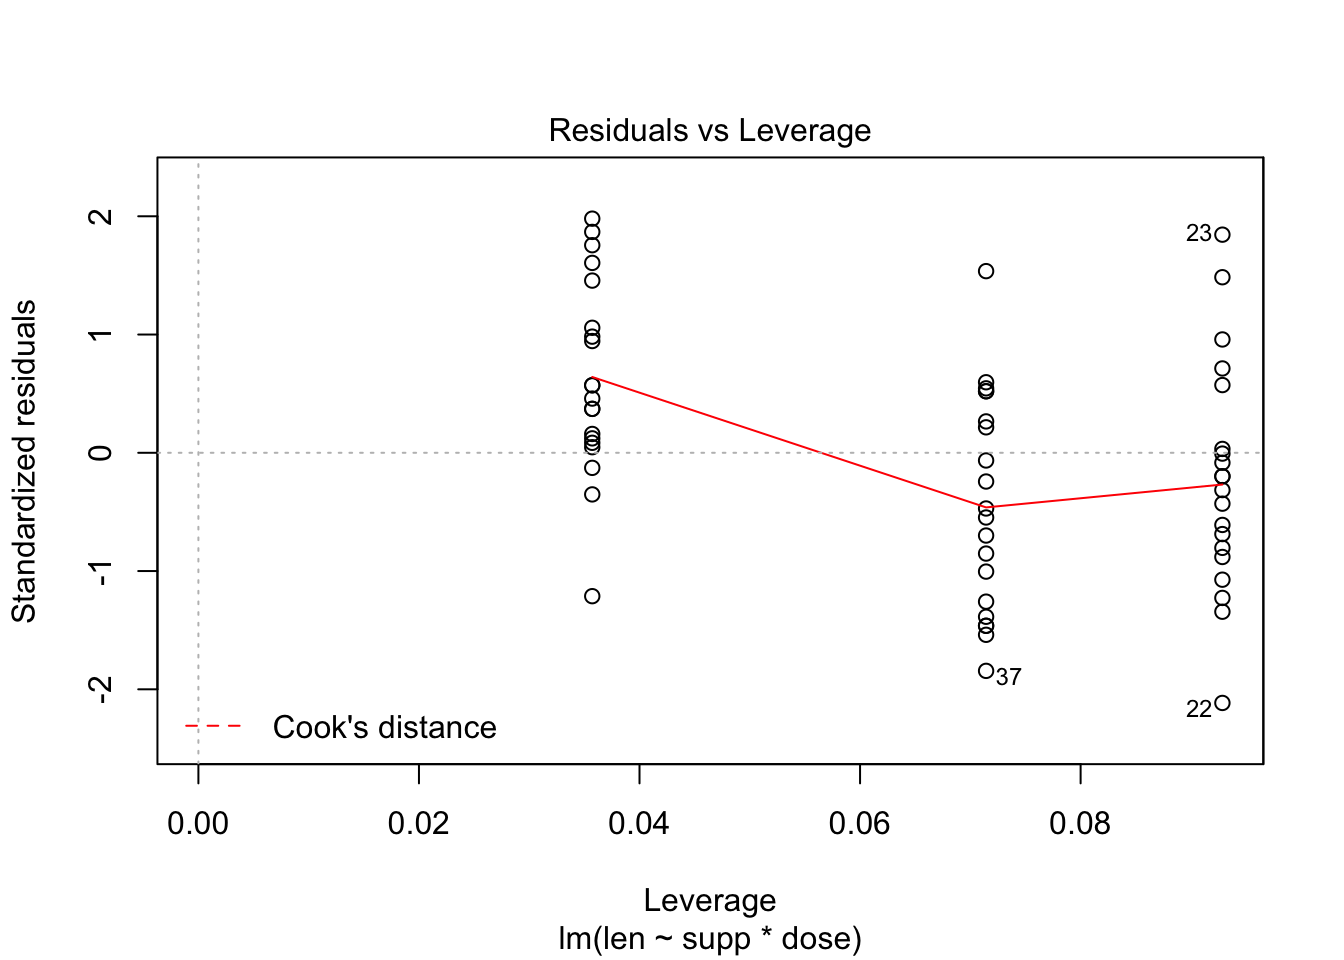 Residuals vs Leverage
Standardized residuals
2
1
0
-1
-2
23
37
22
Cook's distance
0.00 0.02 0.04 0.06 0.08
Leverage
lm(len ~ supp * dose)